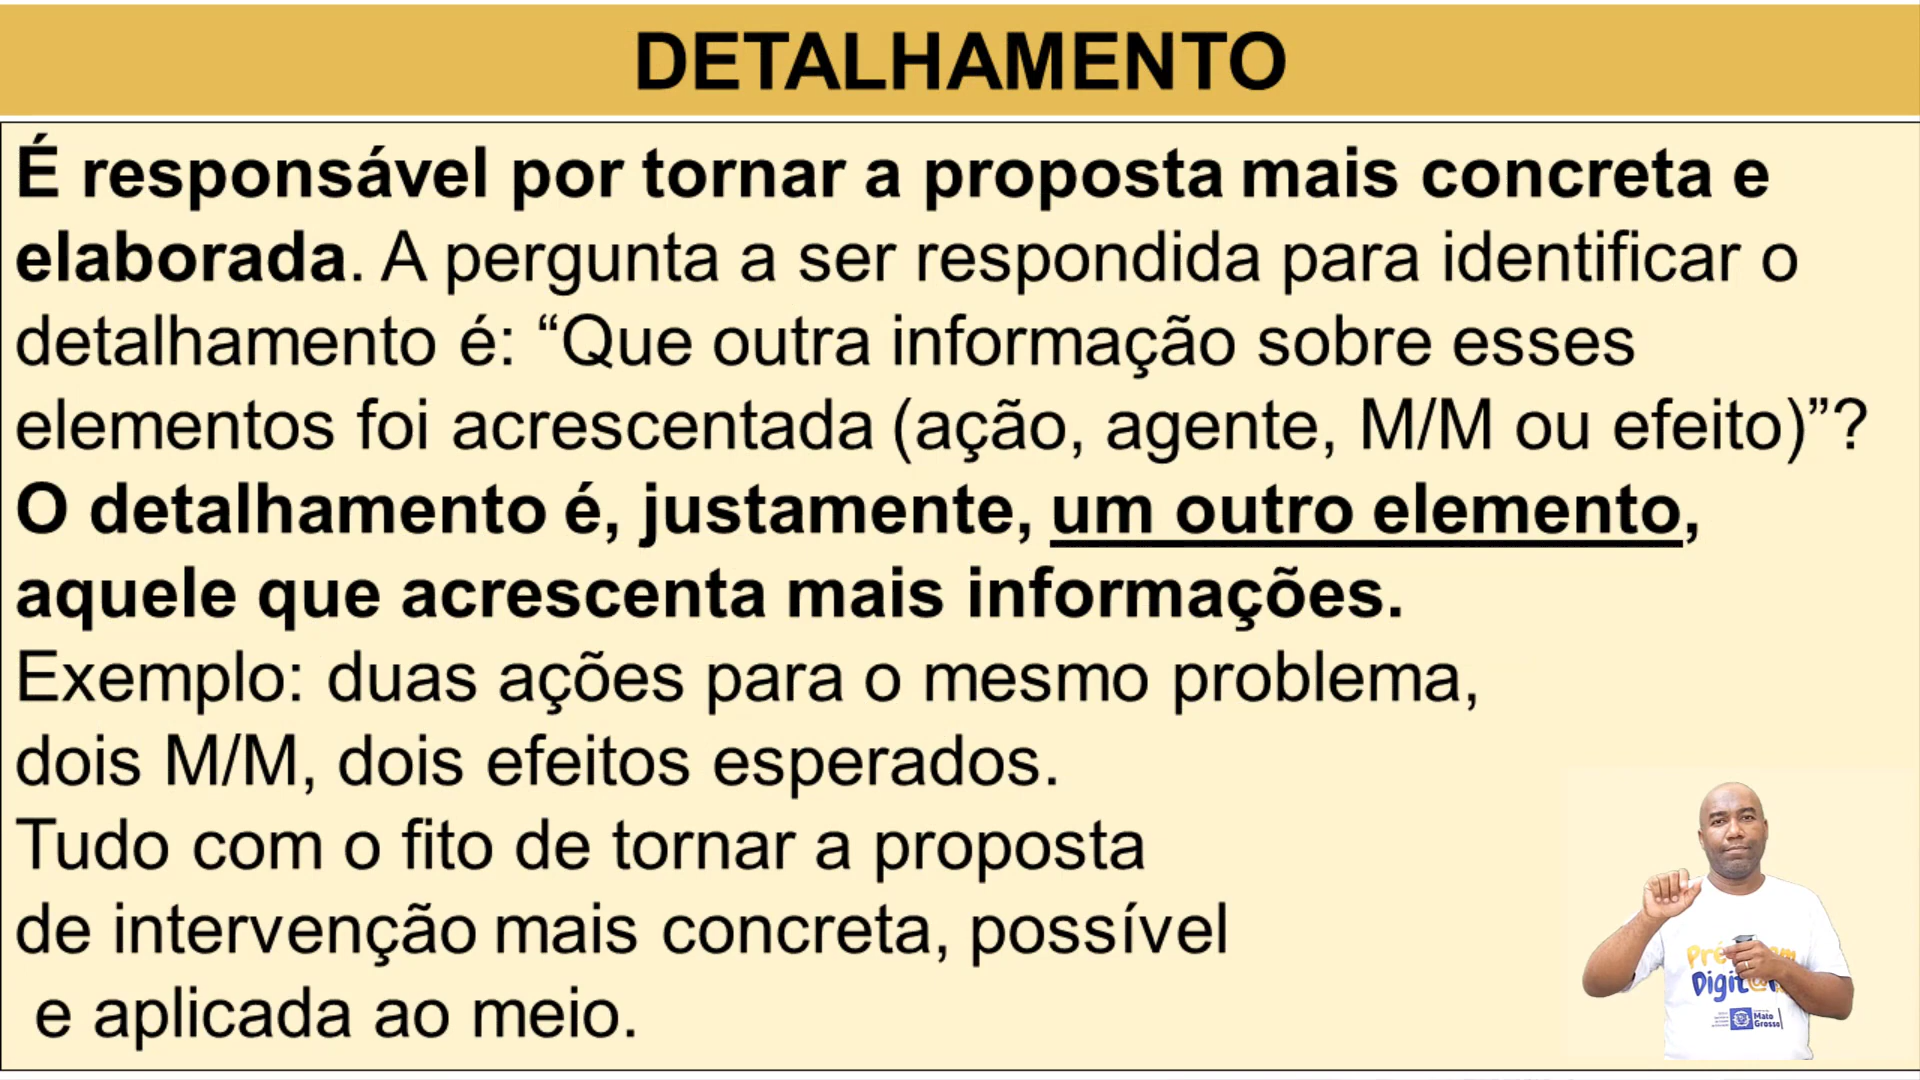 DETALHAMENTO
É responsável por tornar a proposta mais concreta e
elaborada. A pergunta a ser respondida para identificar o
detalhamento é: “Que outra informação sobre esses
elementos foi acrescentada (ação, agente, M/M ou efeito)”?
O detalhamento é, justamente, um outro elemento,
aquele que acrescenta mais informações.
Exemplo: duas ações para o mesmo problema,
dois M/M, dois efeitos esperados.
Tudo com o fito de tornar a proposta
de intervenção mais concreta, possível
e aplicada ao meio.
Mato
Grosso